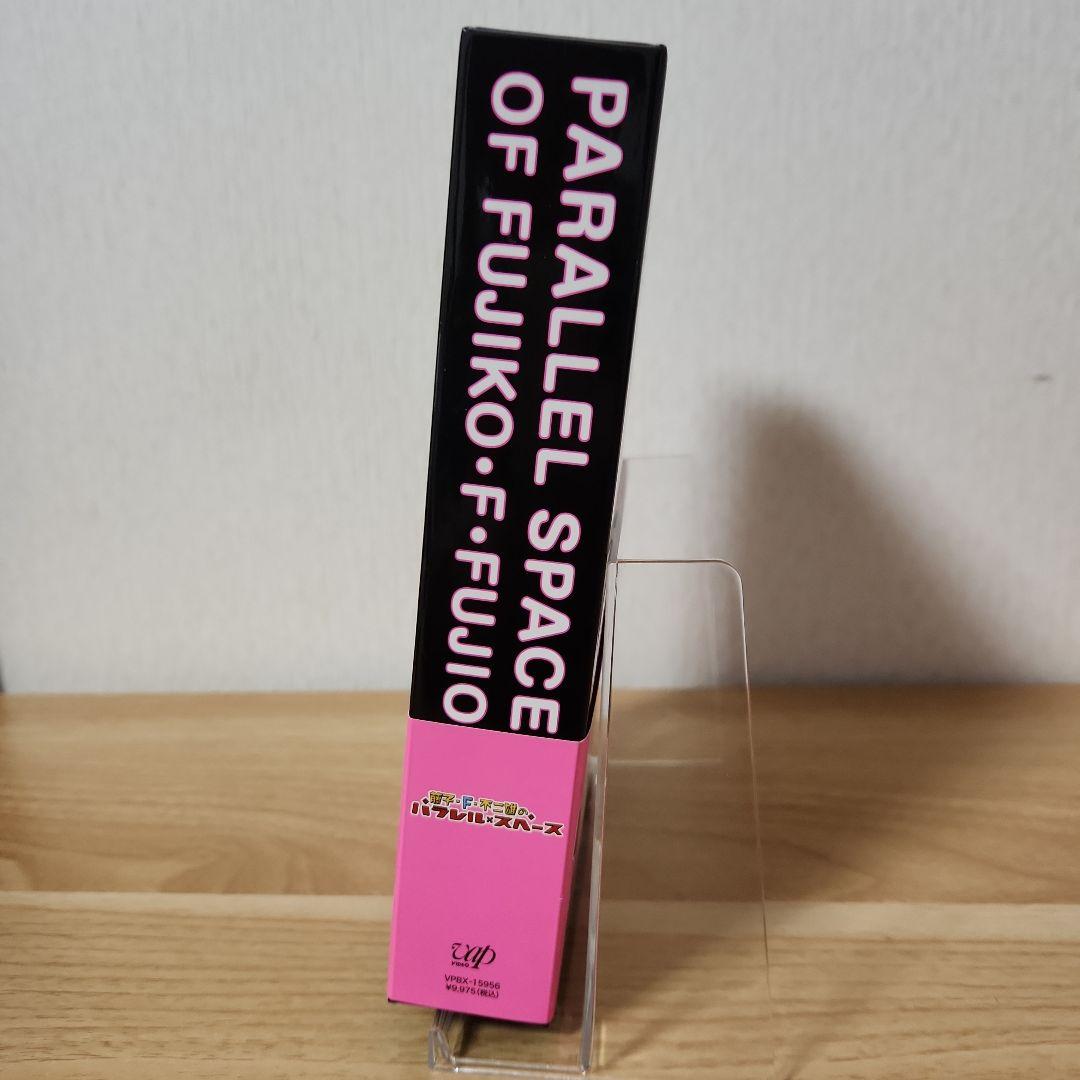 PARALLEL SPACE
OF FUJIKO・F・FUJIO
藤子・F・不二雄の
パラレル×スペース
vap
VIDEO
VPBX-15956
¥9,975(税込)